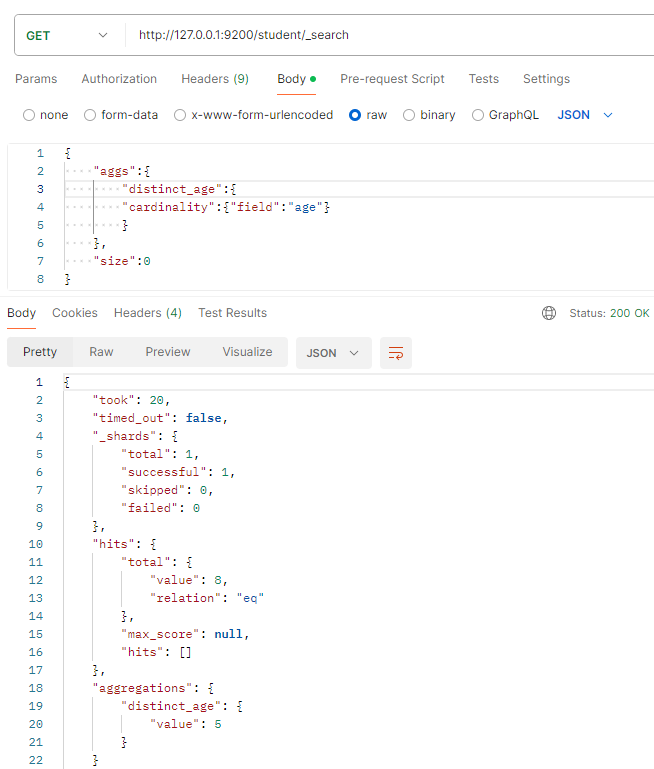 GET http://127.0.0.1:9200/student/_search
Params Authorization Headers (9) Body Pre-request Script Tests Settings
none form-data x-www-form-urlencoded raw binary GraphQL JSON
1 {
2 "aggs":{
3 "distinct_age":{
4 "cardinality":{"field":"age"}
5 }
6 },
7 "size":0
8 }
Body Cookies Headers (4) Test Results Status: 200 OK
Pretty Raw Preview Visualize JSON
1 {
2 "took": 20,
3 "timed_out": false,
4 "_shards": {
5 "total": 1,
6 "successful": 1,
7 "skipped": 0,
8 "failed": 0
9 },
10 "hits": {
11 "total": {
12 "value": 8,
13 "relation": "eq"
14 },
15 "max_score": null,
16 "hits": []
17 },
18 "aggregations": {
19 "distinct_age": {
20 "value": 5
21 }
22 }